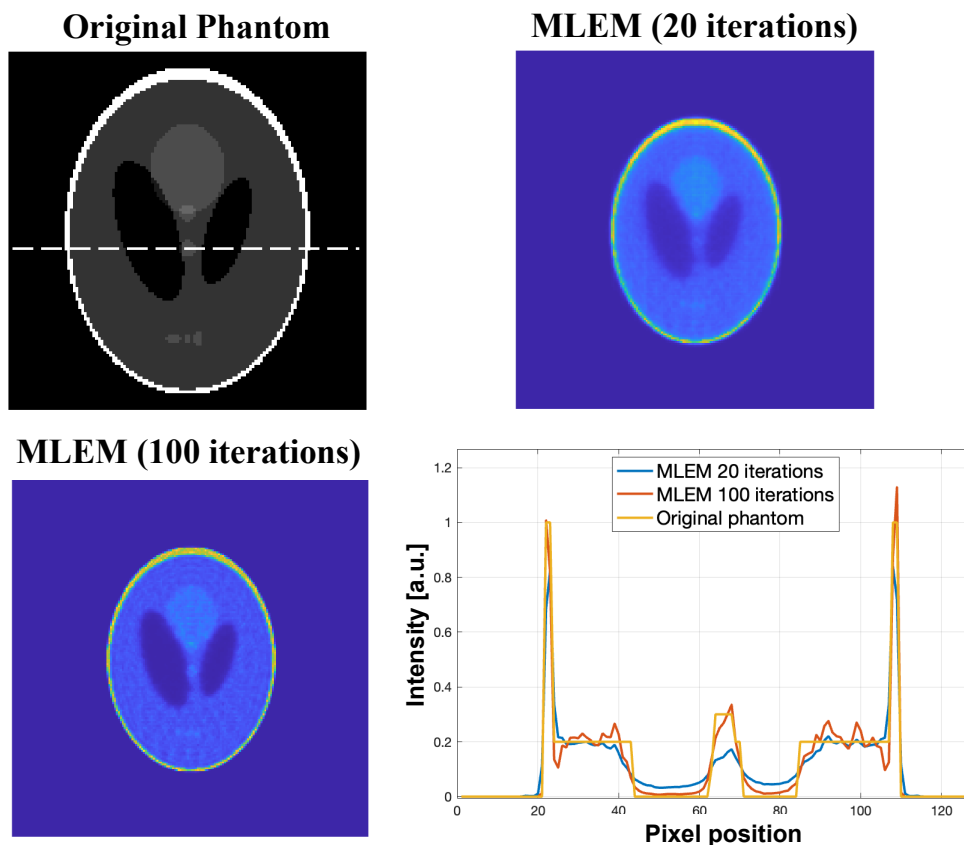 Original Phantom
MLEM (20 iterations)
MLEM (100 iterations)
MLEM 20 iterations
MLEM 100 iterations
Original phantom
1.2
1
0.8
0.6
0.4
0.2
0
Intensity [a.u.]
0 20 40 60 80 100 120
Pixel position